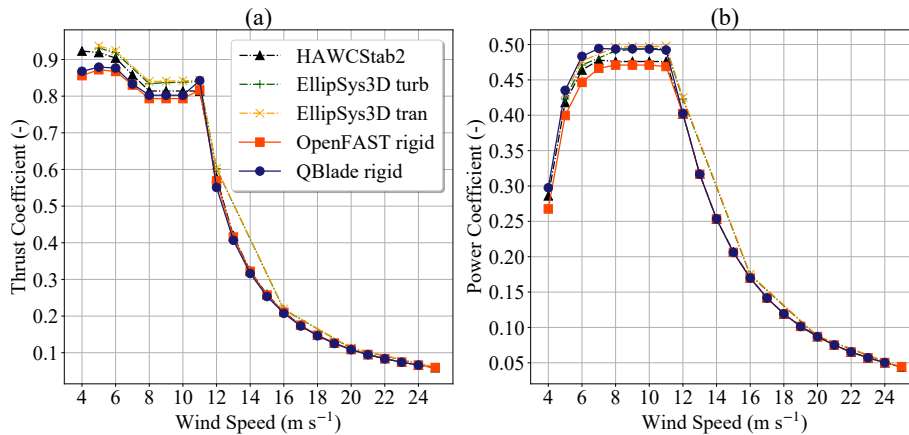 (a)
Thrust Coefficient (-)
0.9
0.8
0.7
0.6
0.5
0.4
0.3
0.2
0.1
4 6 8 10 12 14 16 18 20 22 24
Wind Speed (m s⁻¹)
HAWCStab2
EllipSys3D turb
EllipSys3D tran
OpenFAST rigid
QBlade rigid
(b)
Power Coefficient (-)
0.50
0.45
0.40
0.35
0.30
0.25
0.20
0.15
0.10
0.05
4 6 8 10 12 14 16 18 20 22 24
Wind Speed (m s⁻¹)